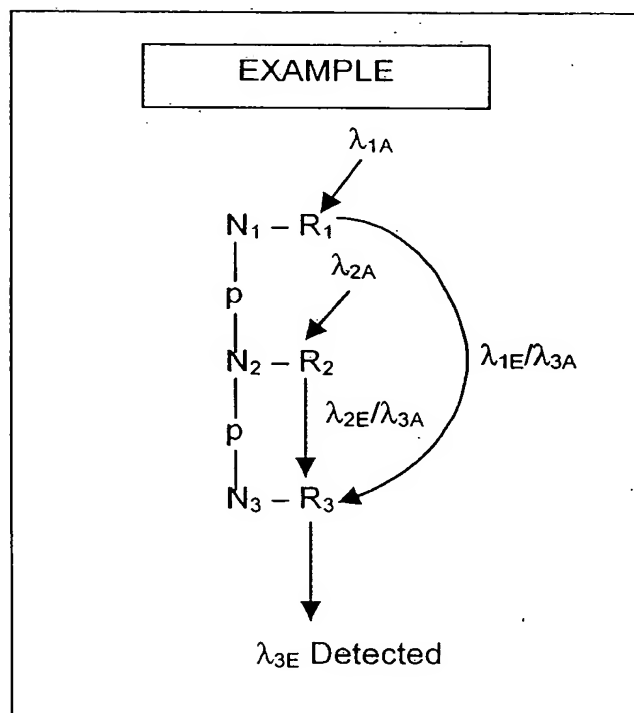 EXAMPLE
λ1A
N1 – R1
λ2A
p
N2 – R2
λ1E/λ3A
λ2E/λ3A
p
N3 – R3
λ3E Detected